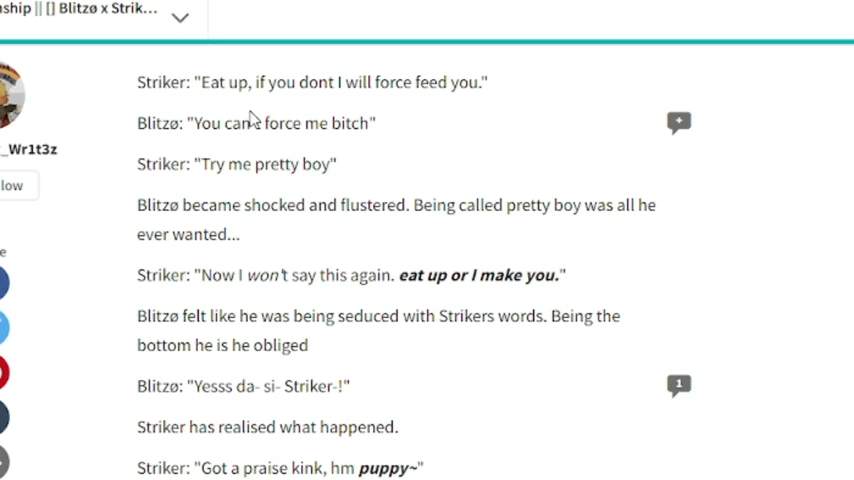 ship || [] Blitzø x Strik...
Striker: "Eat up, if you dont I will force feed you."
Blitzø: "You can't force me bitch"
+
_Wr1t3z
Striker: "Try me pretty boy"
low
Blitzø became shocked and flustered. Being called pretty boy was all he
ever wanted...
e
Striker: "Now I won't say this again. eat up or I make you."
Blitzø felt like he was being seduced with Strikers words. Being the
bottom he is he obliged
Blitzø: "Yesss da- si- Striker-!"
1
Striker has realised what happened.
Striker: "Got a praise kink, hm puppy~"